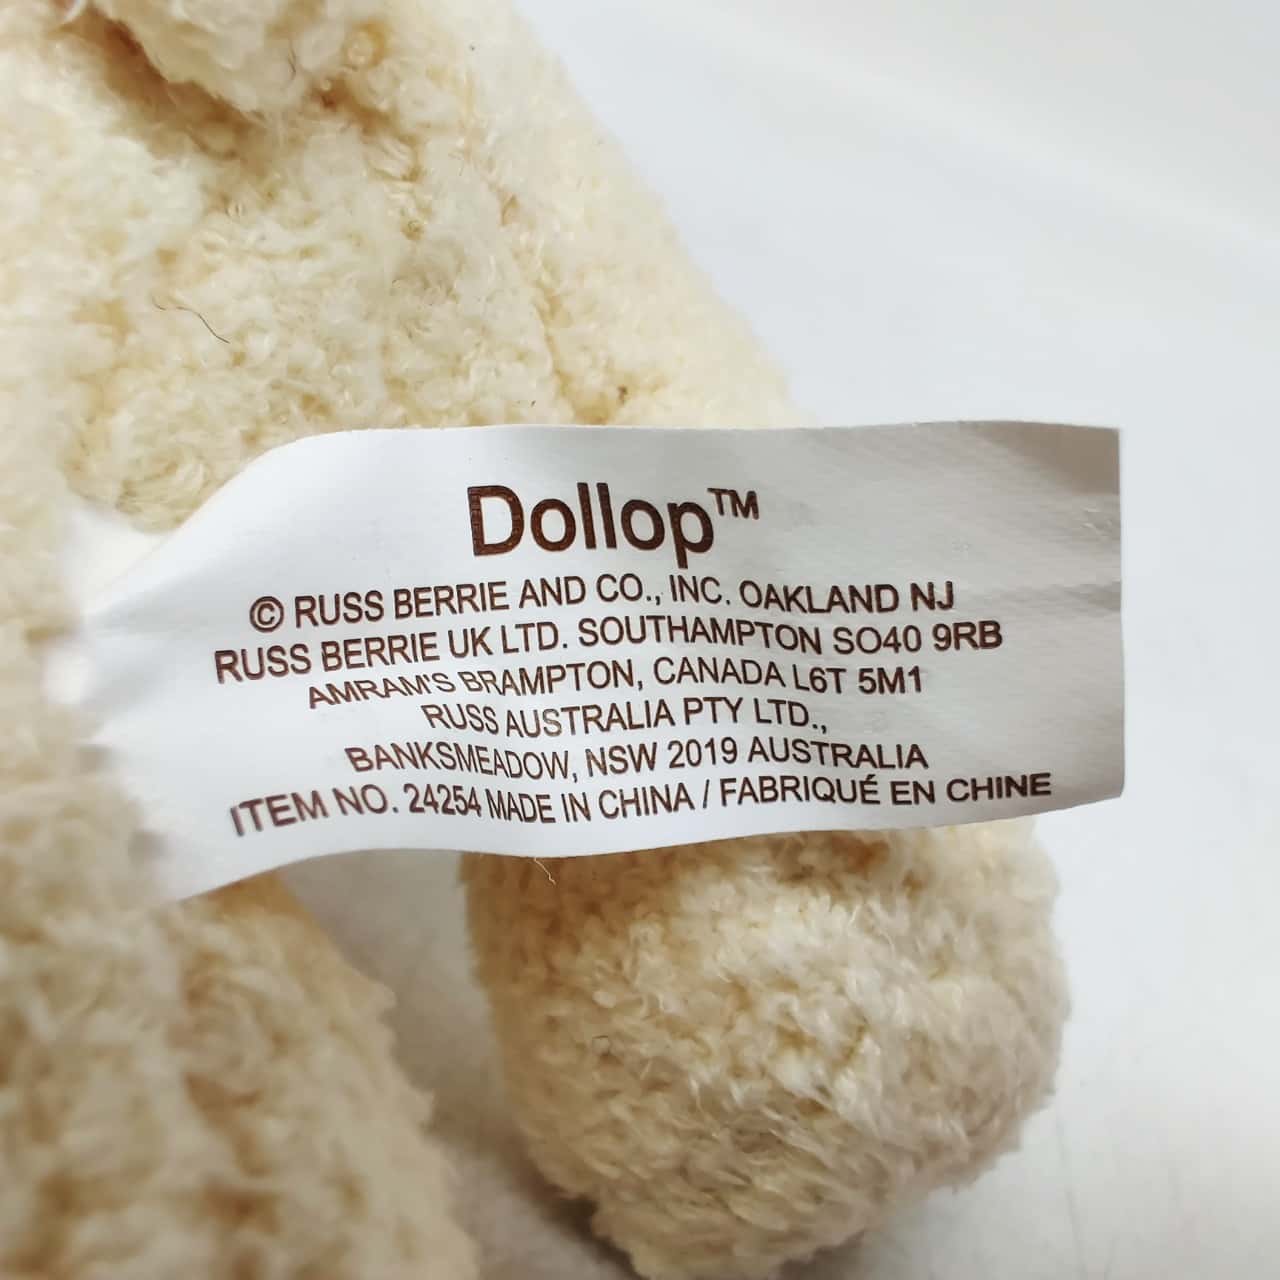 Dollop™
© RUSS BERRIE AND CO., INC. OAKLAND NJ
RUSS BERRIE UK LTD. SOUTHAMPTON SO40 9RB
AMRAM'S BRAMPTON, CANADA L6T 5M1
RUSS AUSTRALIA PTY LTD.,
BANKSMEADOW, NSW 2019 AUSTRALIA
ITEM NO. 24254 MADE IN CHINA / FABRIQUÉ EN CHINE